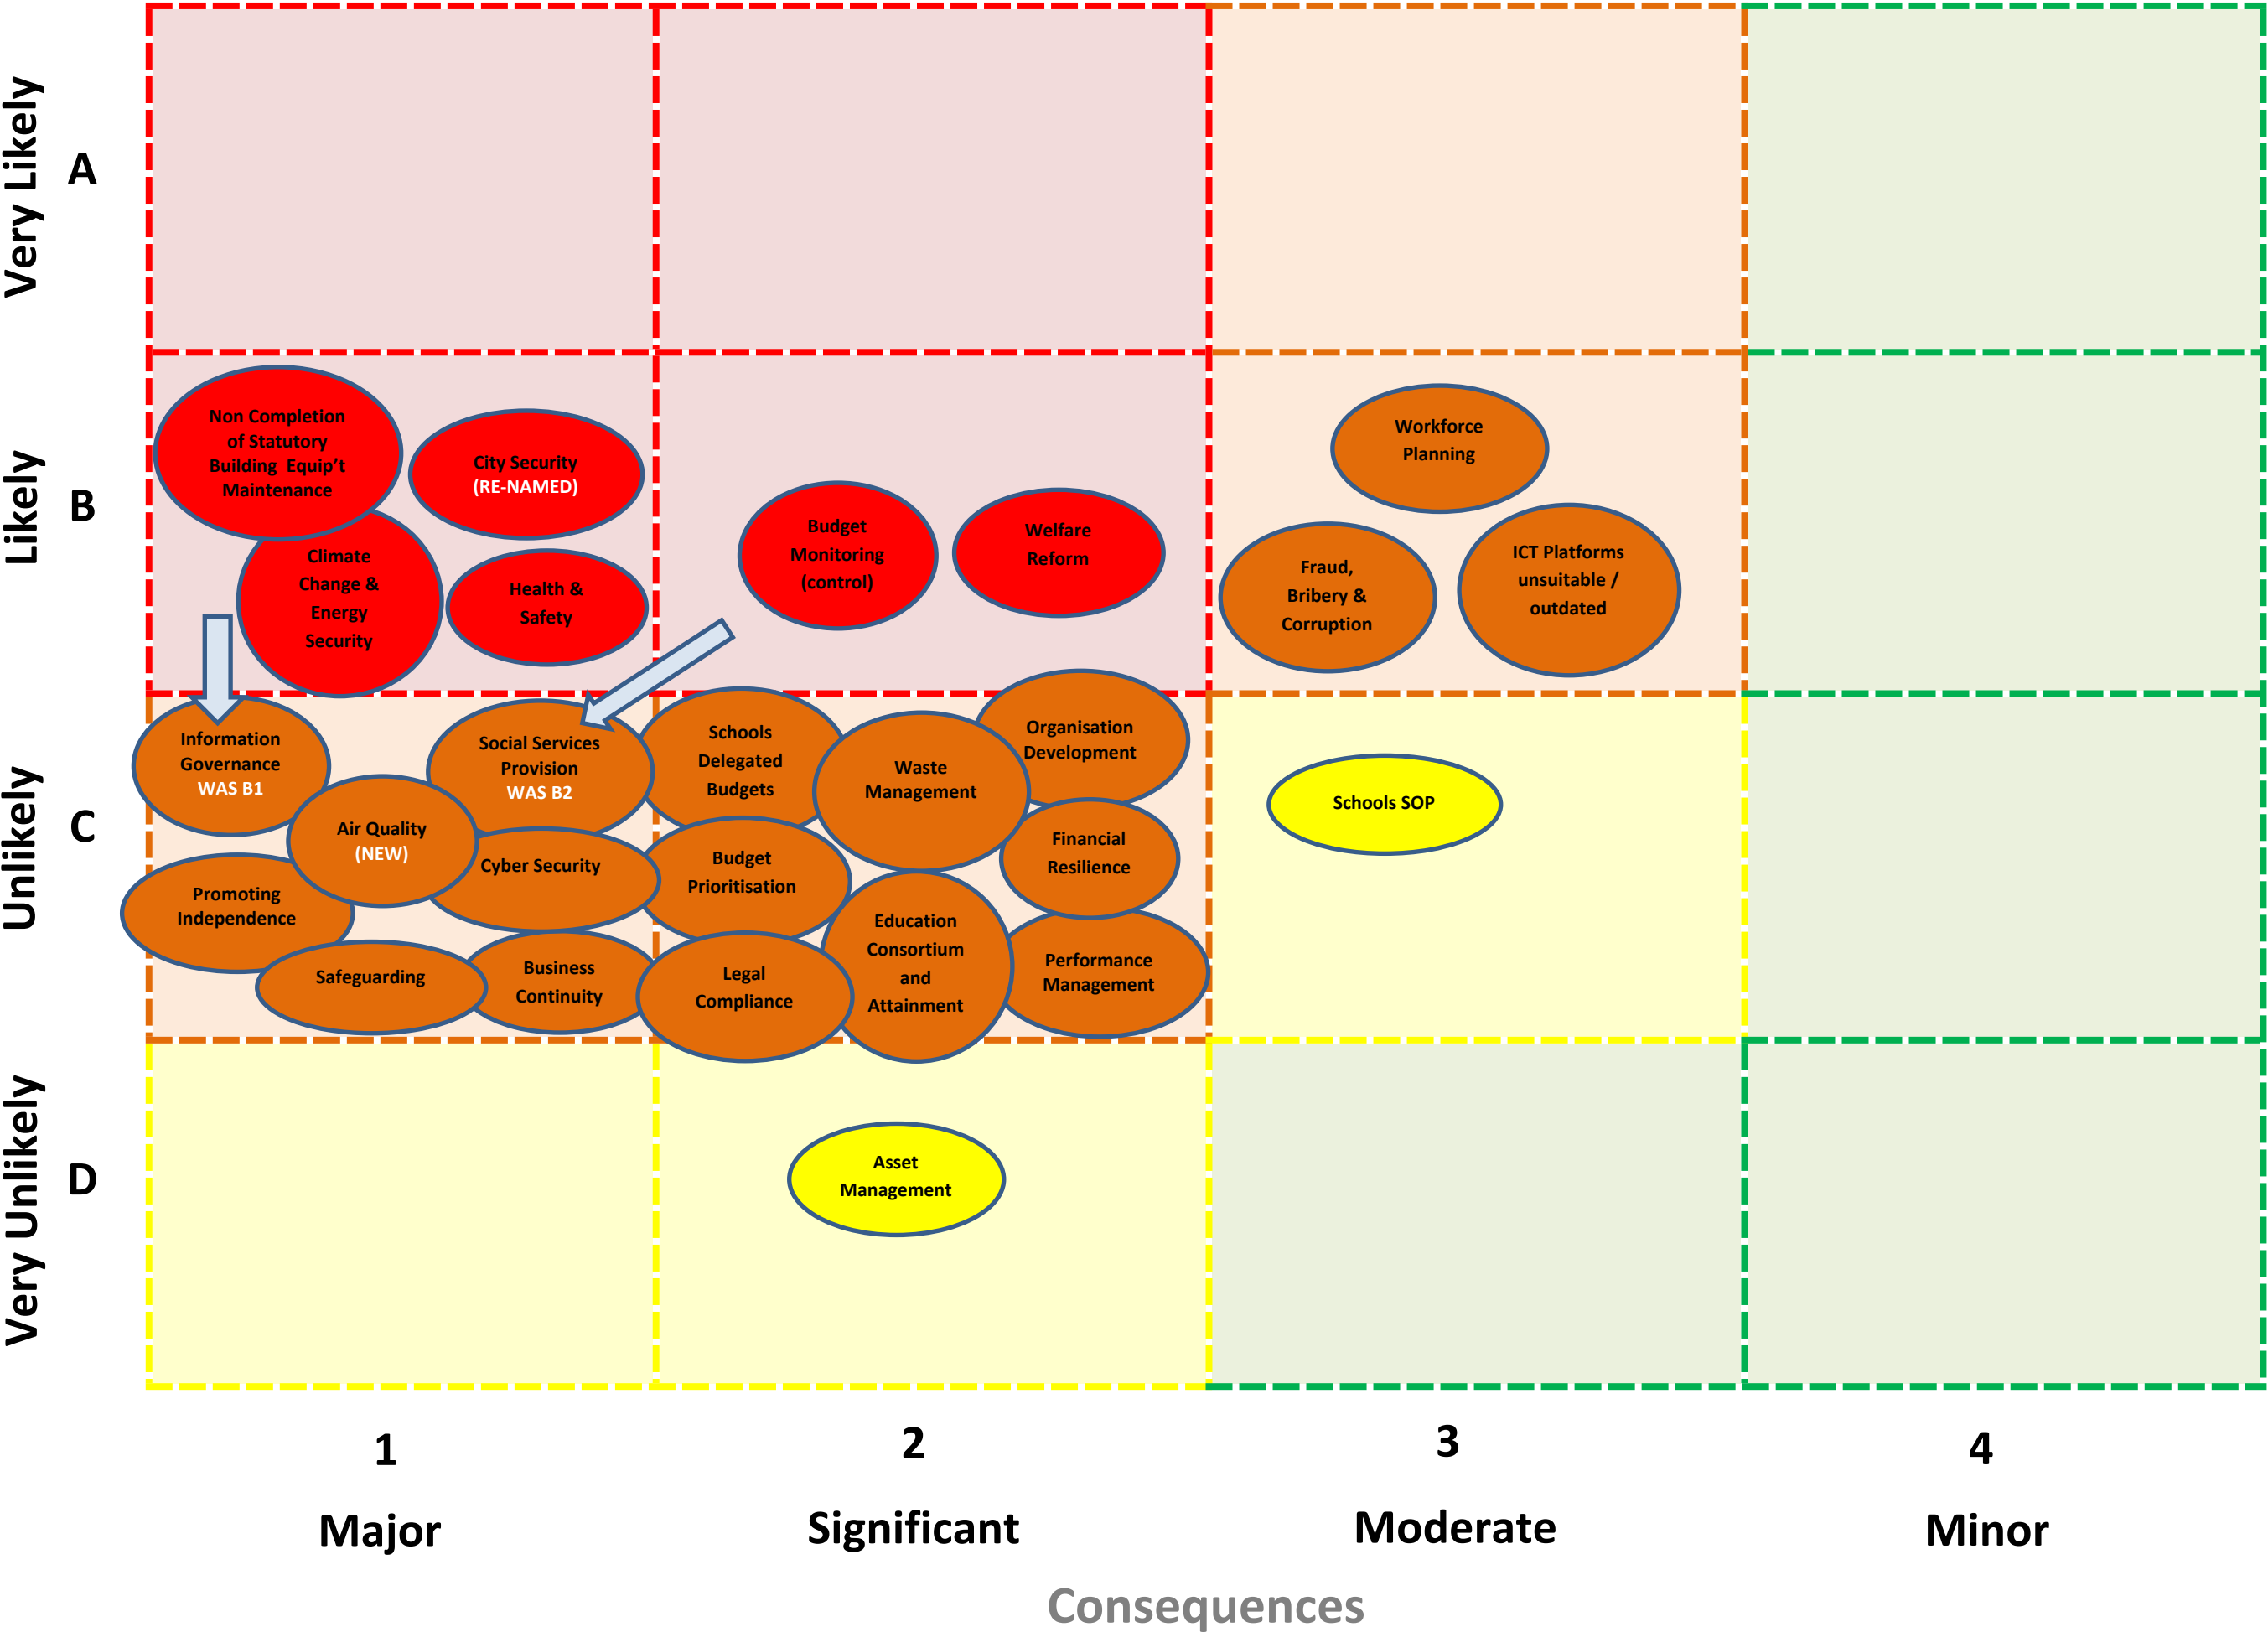 Very Likely
A
Likely
B
Non Completion
of Statutory
Building Equip’t
Maintenance
City Security
(RE-NAMED)
Climate
Change &
Energy
Security
Health &
Safety
Budget
Monitoring
(control)
Welfare
Reform
Workforce
Planning
Fraud,
Bribery &
Corruption
ICT Platforms
unsuitable /
outdated
Unlikely
C
Information
Governance
WAS B1
Social Services
Provision
WAS B2
Air Quality
(NEW)
Cyber Security
Promoting
Independence
Safeguarding
Business
Continuity
Schools
Delegated
Budgets
Waste
Management
Organisation
Development
Budget
Prioritisation
Financial
Resilience
Legal
Compliance
Education
Consortium
and
Attainment
Performance
Management
Schools SOP
Very Unlikely
D
Asset
Management
1
2
3
4
Major
Significant
Moderate
Minor
Consequences